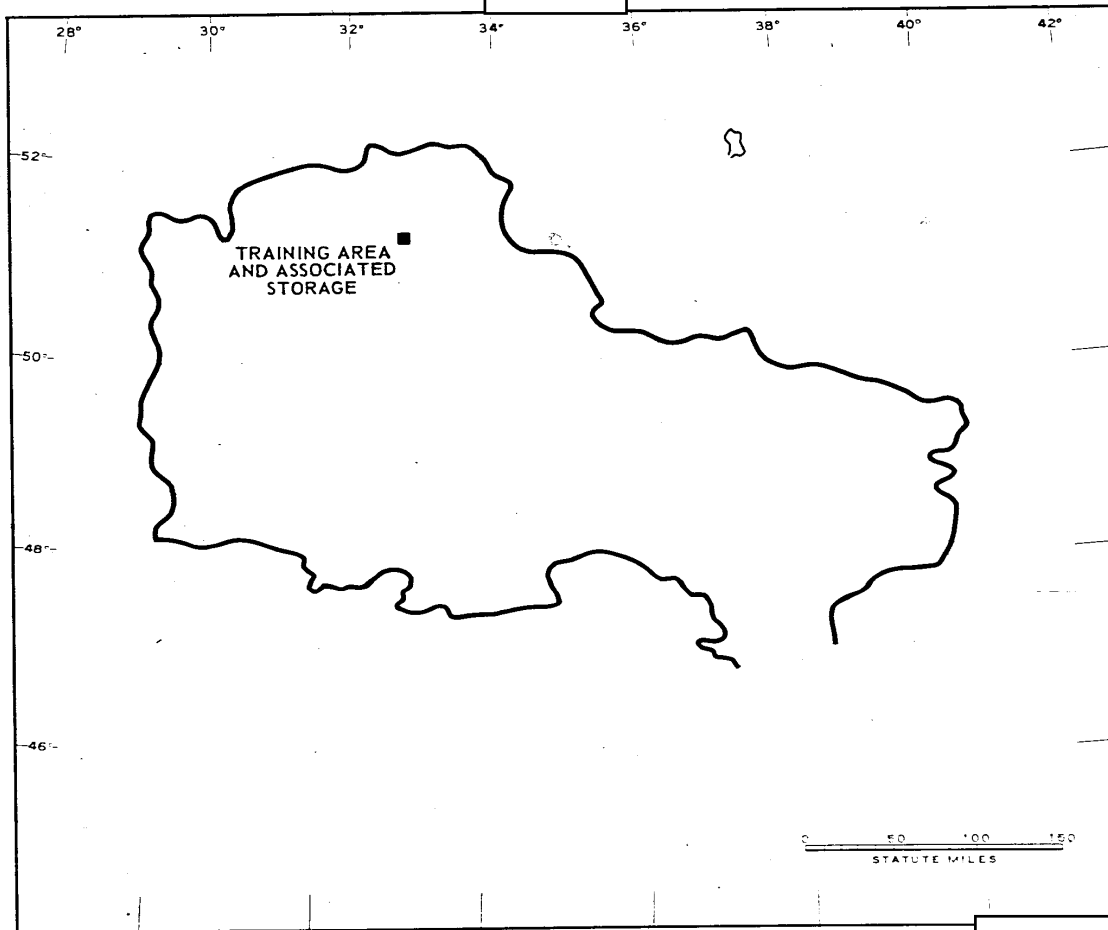 28° 30° 32° 34° 36° 38° 40° 42°
52°
TRAINING AREA
AND ASSOCIATED
STORAGE
50°
48°
46°
0 50 100 150
STATUTE MILES